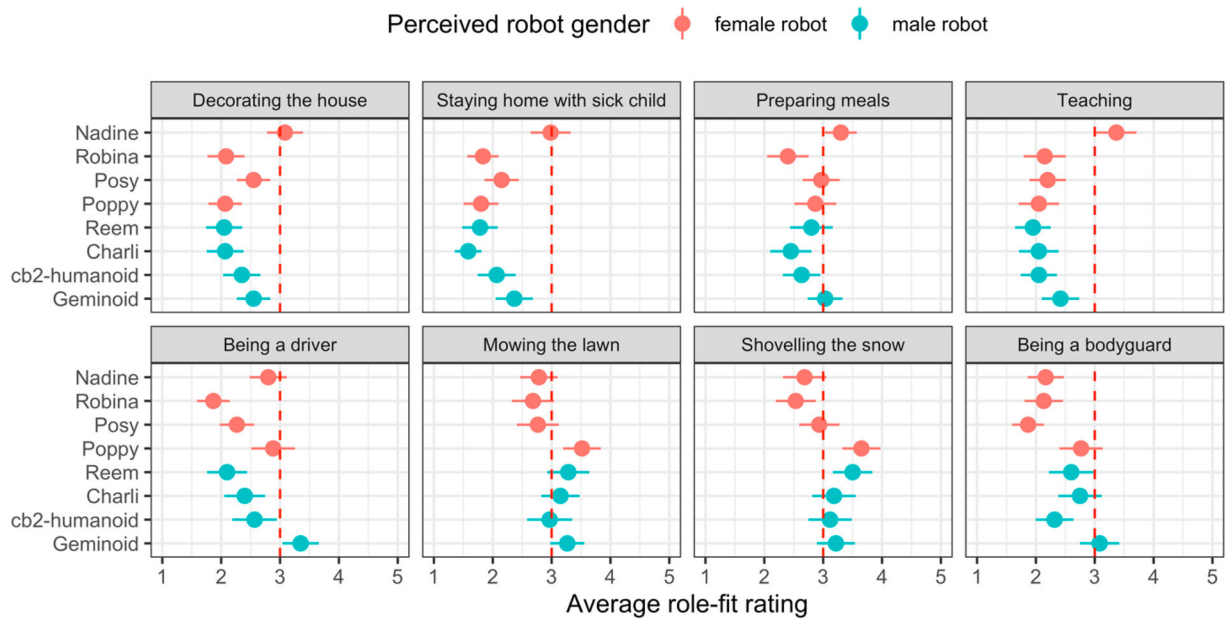 Perceived robot gender female robot male robot
Decorating the house Staying home with sick child Preparing meals Teaching
Nadine
Robina
Posy
Poppy
Reem
Charli
cb2-humanoid
Geminoid
Being a driver Mowing the lawn Shovelling the snow Being a bodyguard
Nadine
Robina
Posy
Poppy
Reem
Charli
cb2-humanoid
Geminoid
1 2 3 4 5 1 2 3 4 5 1 2 3 4 5 1 2 3 4 5
Average role-fit rating